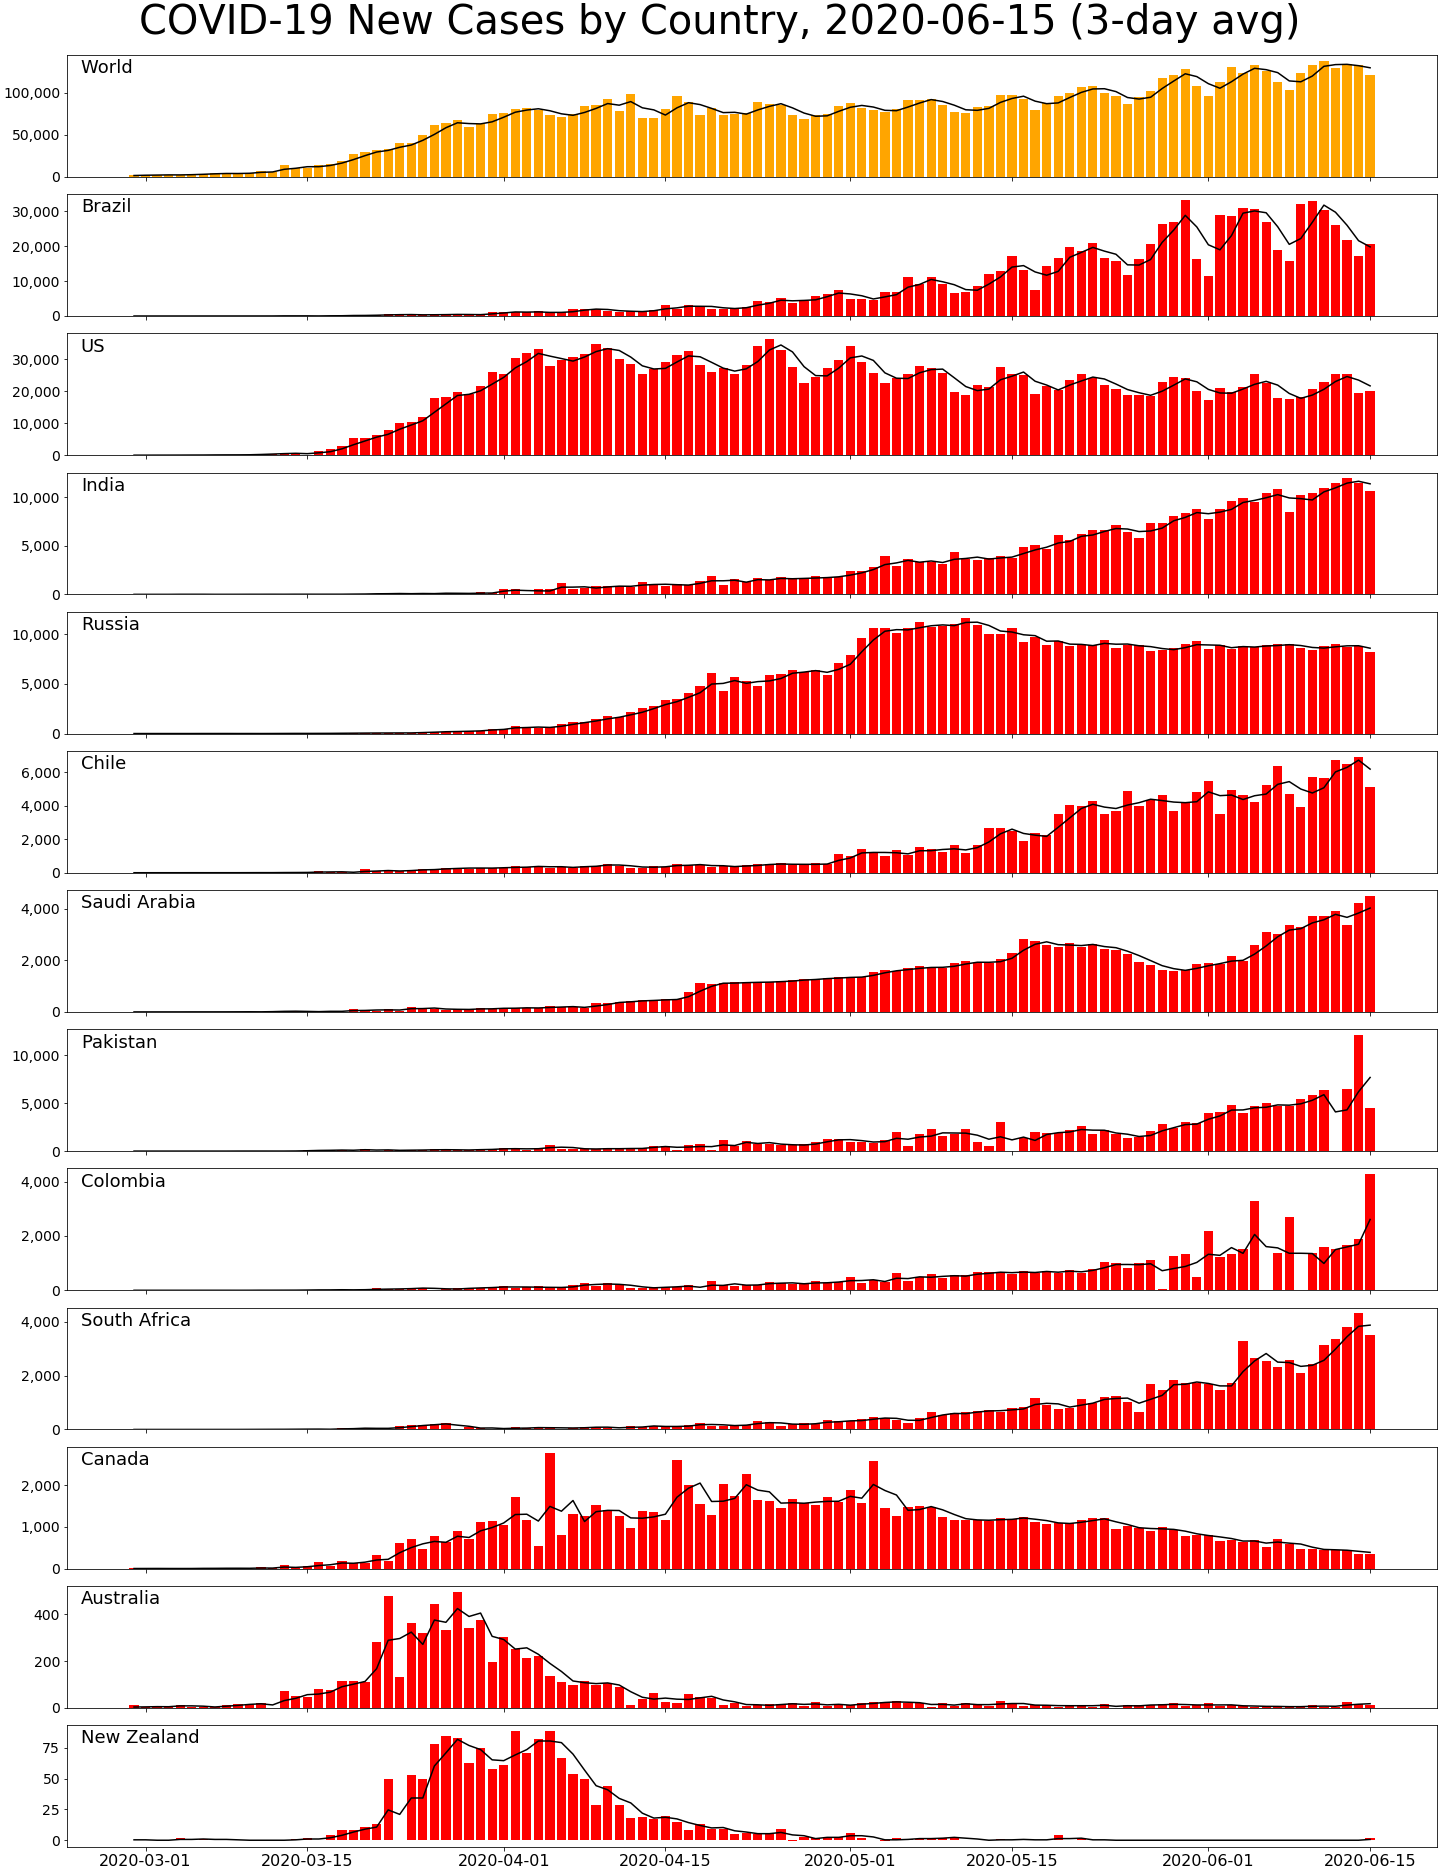 COVID-19 New Cases by Country, 2020-06-15 (3-day avg)
World
100,000
50,000
0
Brazil
30,000
20,000
10,000
0
US
30,000
20,000
10,000
0
India
10,000
5,000
0
Russia
10,000
5,000
0
Chile
6,000
4,000
2,000
0
Saudi Arabia
4,000
2,000
0
Pakistan
10,000
5,000
0
Colombia
4,000
2,000
0
South Africa
4,000
2,000
0
Canada
2,000
1,000
0
Australia
400
200
0
New Zealand
75
50
25
0
2020-03-01 2020-03-15 2020-04-01 2020-04-15 2020-05-01 2020-05-15 2020-06-01 2020-06-15